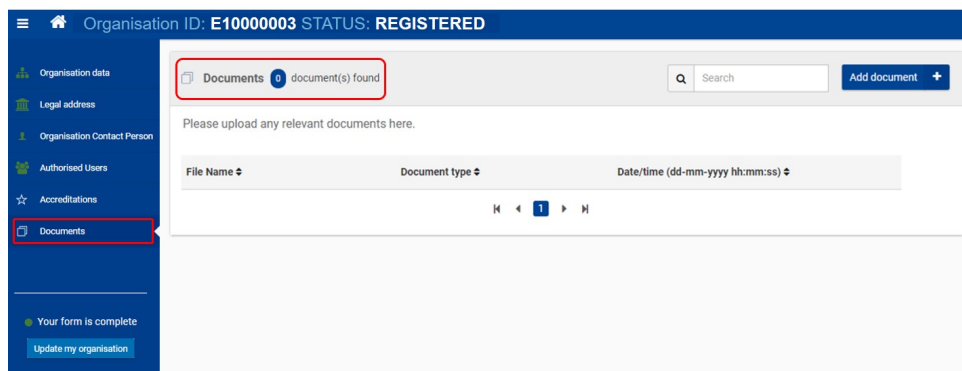 Organisation ID: E10000003 STATUS: REGISTERED
Organisation data
Legal address
Organisation Contact Person
Authorised Users
Accreditations
Documents
Your form is complete
Update my organisation
Documents 0 document(s) found
Search
Add document +
Please upload any relevant documents here.
File Name Document type Date/time (dd-mm-yyyy hh:mm:ss)
1